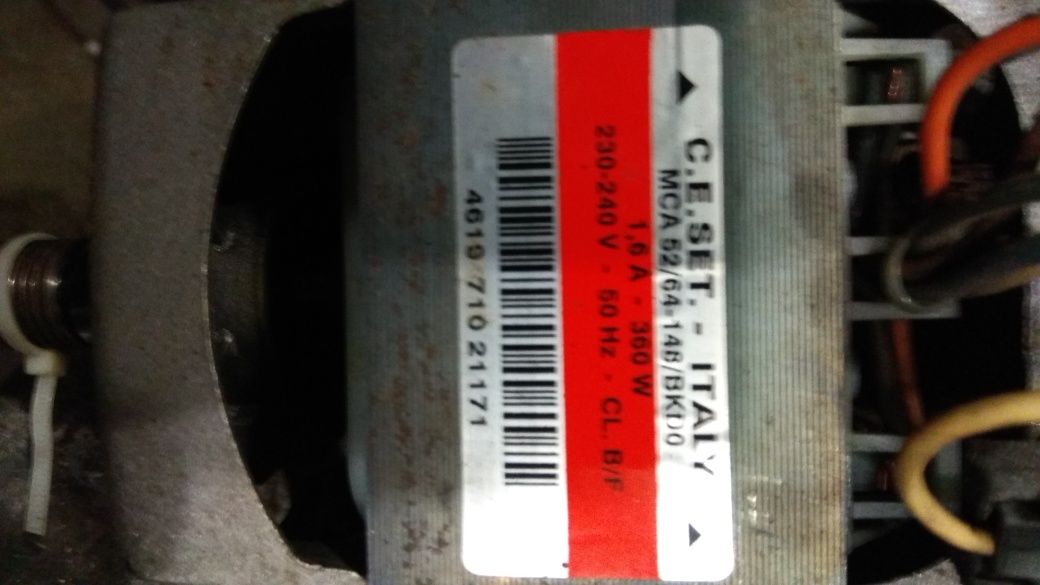 C.E.SET. - ITALY
MCA 52/64-148/BKD0
1,6 A - 360 W
230-240 V - 50 Hz - CL. B/F
4619 710 21171